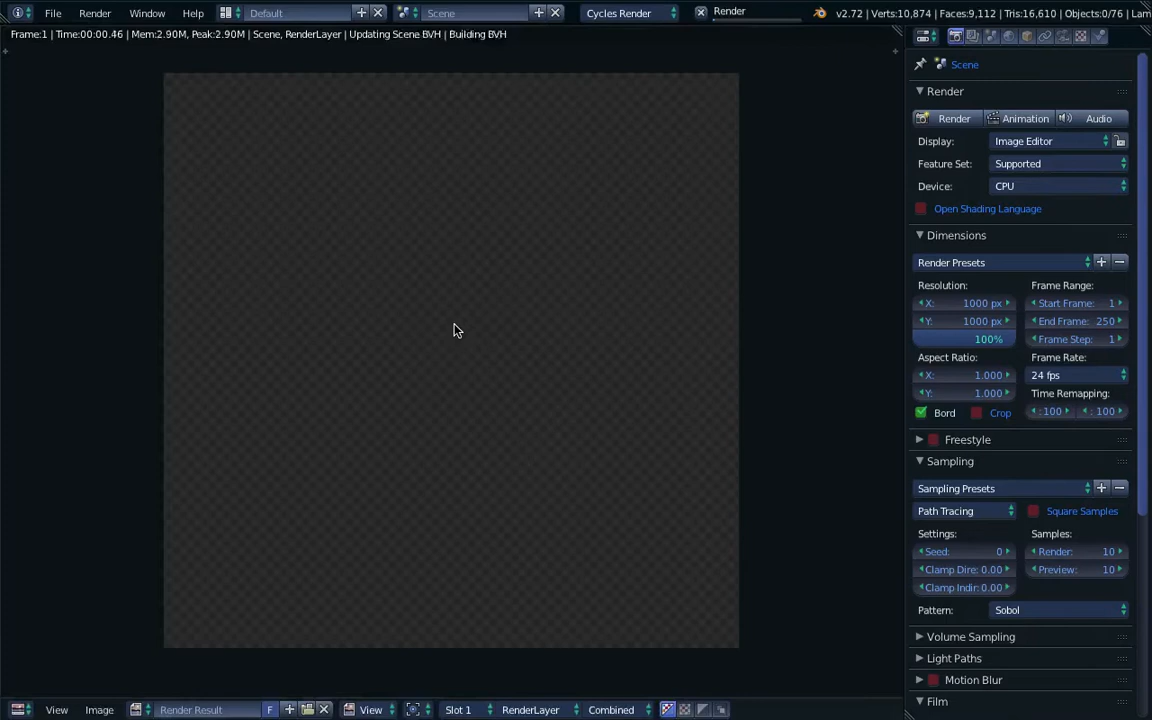 File Render Window Help Default Scene Cycles Render Render v2.72 | Verts:10,874 | Faces:9,112 | Tris:16,610 | Objects:0/76 | Lam
Frame:1 | Time:00:00.46 | Mem:2.90M, Peak:2.90M | Scene, RenderLayer | Updating Scene BVH | Building BVH
Scene
Render
Render Animation Audio
Display: Image Editor
Feature Set: Supported
Device: CPU
Open Shading Language
Dimensions
Render Presets
Resolution: Frame Range:
X: 1000 px Start Frame: 1
Y: 1000 px End Frame: 250
100% Frame Step: 1
Aspect Ratio: Frame Rate:
X: 1.000 24 fps
Y: 1.000 Time Remapping:
Bord Crop :100 : 100
Freestyle
Sampling
Sampling Presets
Path Tracing Square Samples
Settings: Samples:
Seed: 0 Render: 10
Clamp Dire: 0.00 Preview: 10
Clamp Indir: 0.00
Pattern: Sobol
Volume Sampling
Light Paths
Motion Blur
Film
View Image Render Result F View Slot 1 RenderLayer Combined